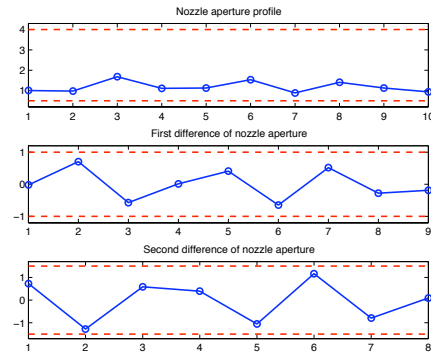 Nozzle aperture profile
4
3
2
1
1 2 3 4 5 6 7 8 9 10
First difference of nozzle aperture
1
0
−1
1 2 3 4 5 6 7 8 9
Second difference of nozzle aperture
1
0
−1
1 2 3 4 5 6 7 8